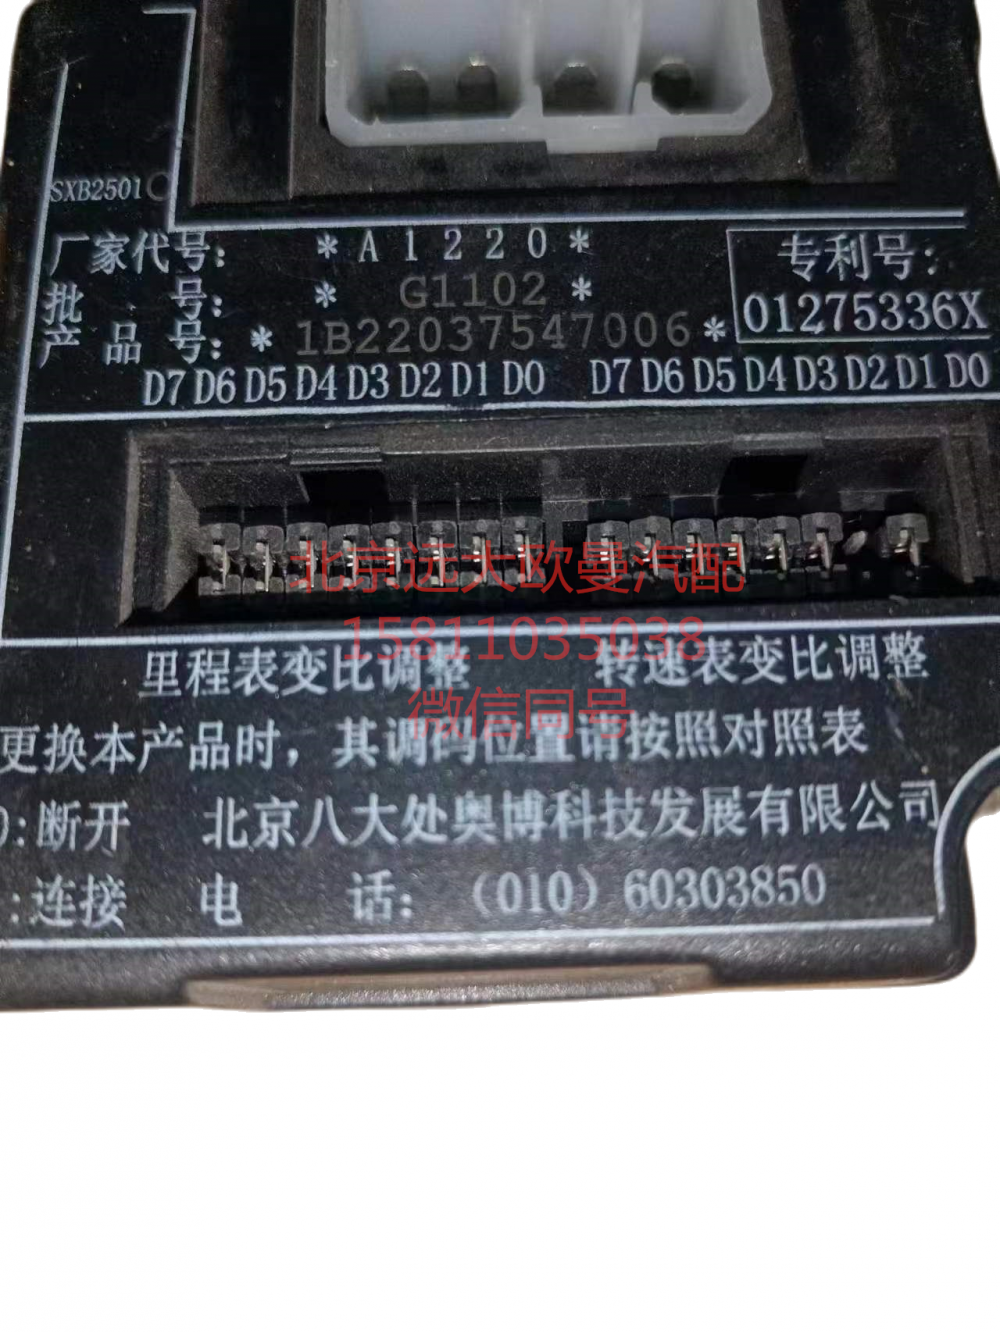 SXB2501C
厂家代号: *A1220*
批 号: * G1102 *
产品号: *1B22037547006*
专利号:
01275336X
D7 D6 D5 D4 D3 D2 D1 D0 D7 D6 D5 D4 D3 D2 D1 D0
北京远大欧曼汽配
15811035038
微信同号
里程表变比调整 转速表变比调整
更换本产品时，其调码位置请按照对照表
:断开 北京八大处奥博科技发展有限公司
:连接 电 话: (010) 60303850